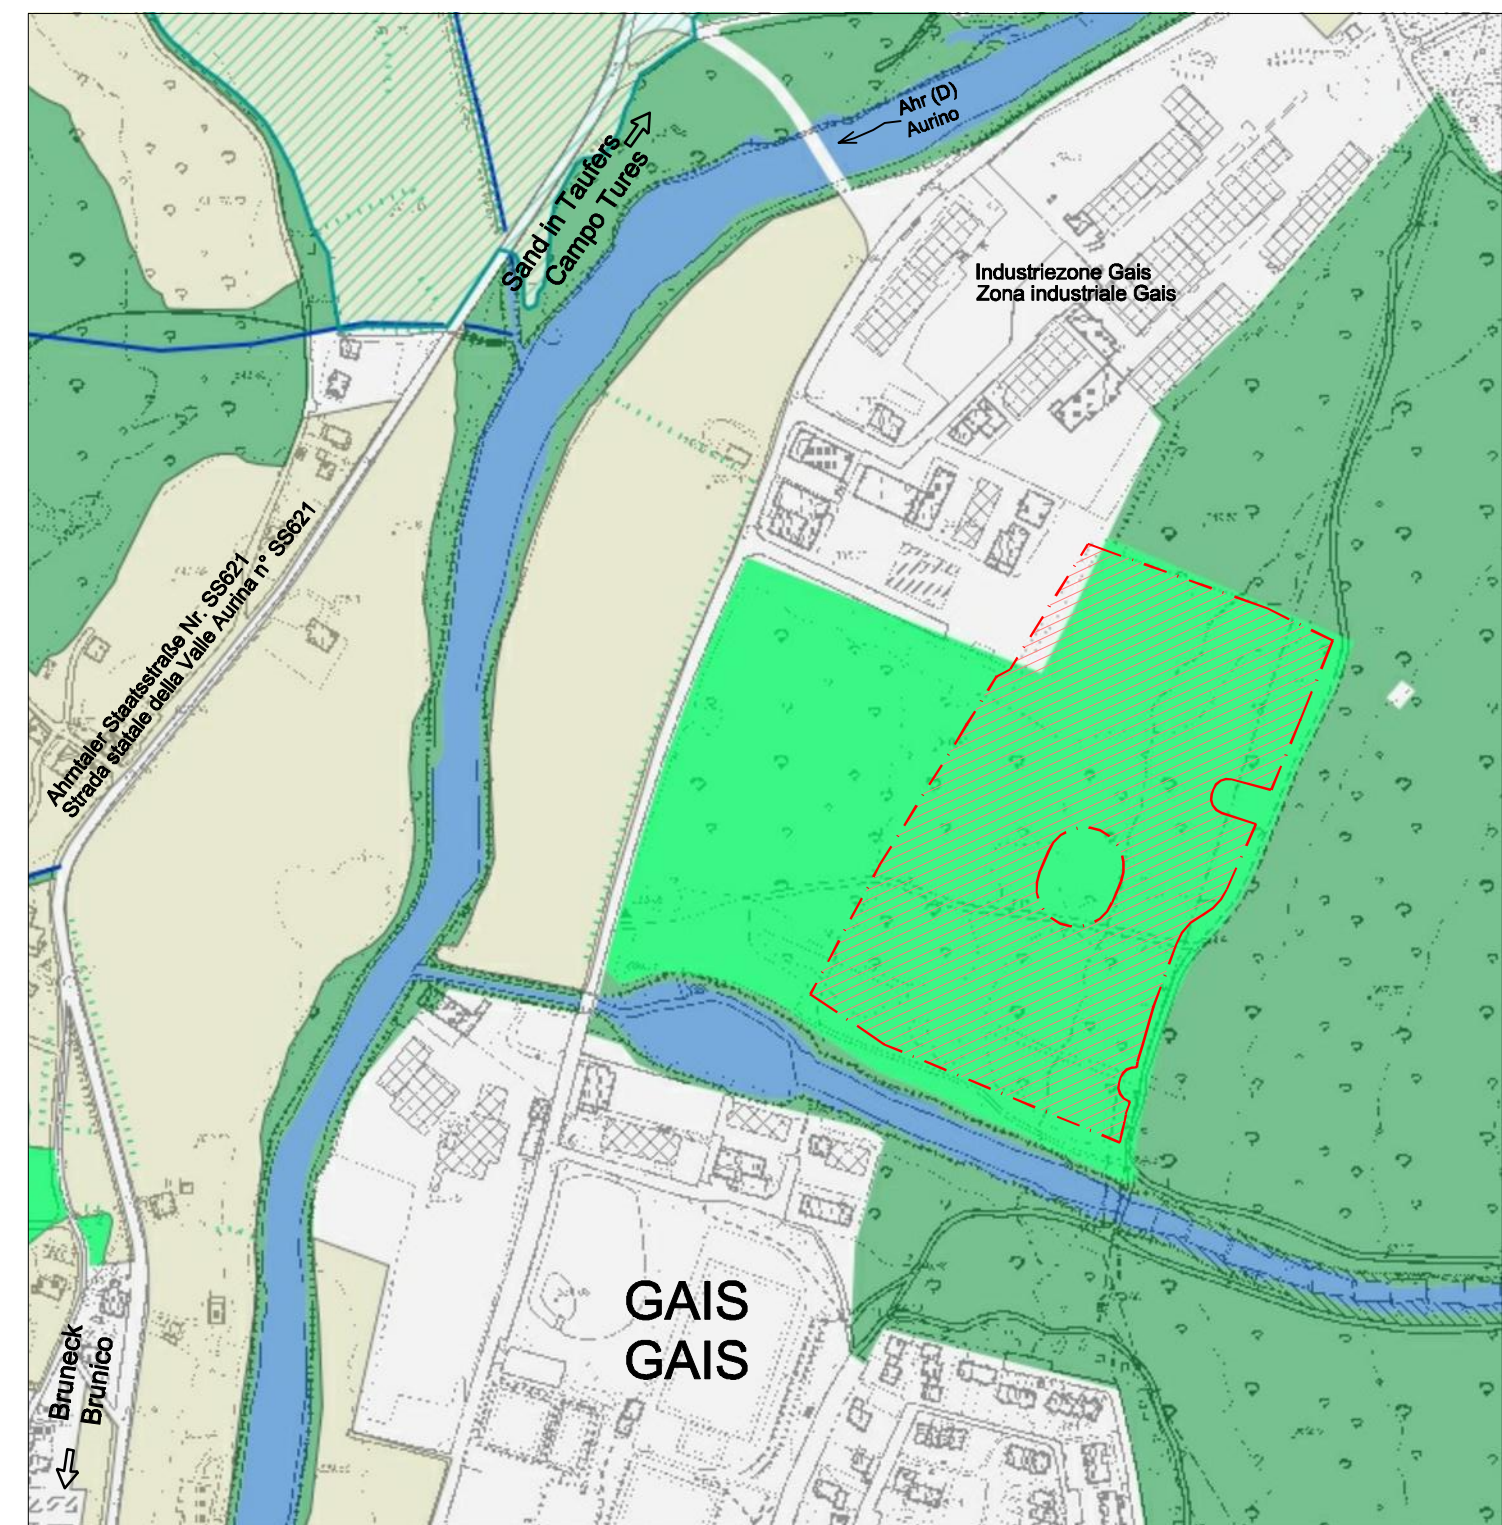 Ahr (D)
Aurino
Sand in Taufers
Campo Tures
Industriezone Gais
Zona industriale Gais
Ahrntaler Staatsstraße Nr. SS621
Strada statale della Valle Aurina n° SS621
GAIS
GAIS
Bruneck
Brunico